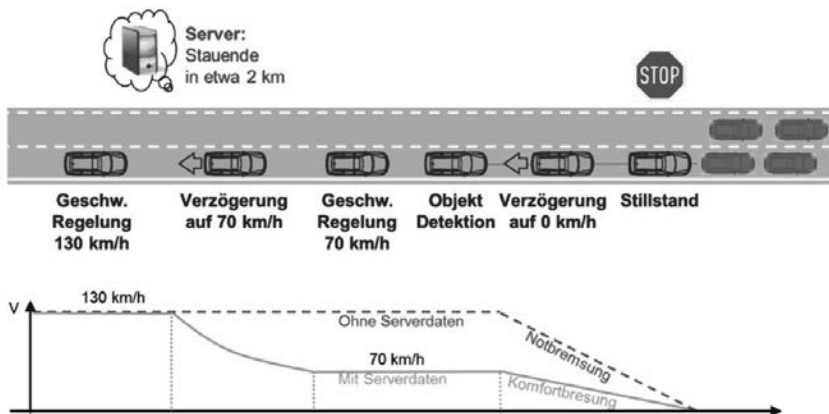 Server:
Stauende
in etwa 2 km
STOP
Geschw.
Regelung
130 km/h
Verzögerung
auf 70 km/h
Geschw.
Regelung
70 km/h
Objekt
Detektion
Verzögerung
auf 0 km/h
Stillstand
V
130 km/h
Ohne Serverdaten
Notbremsung
70 km/h
Mit Serverdaten
Komfortbresung